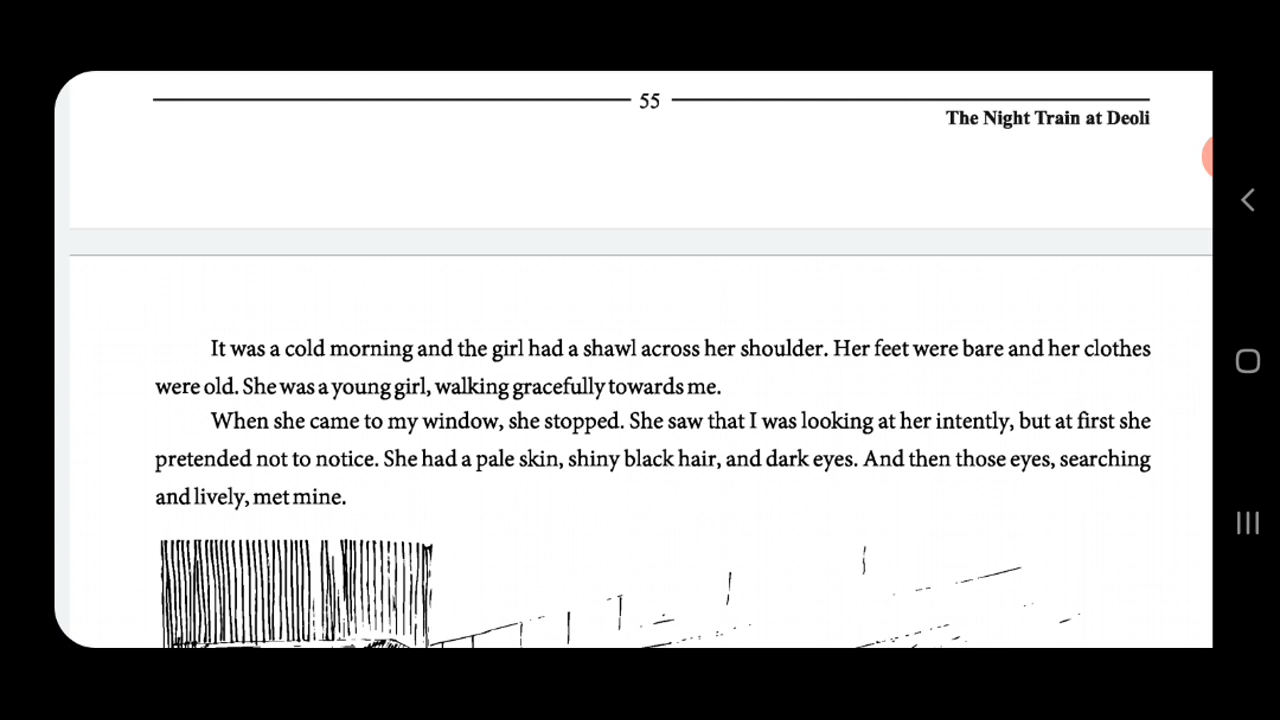 55
The Night Train at Deoli
It was a cold morning and the girl had a shawl across her shoulder. Her feet were bare and her clothes
were old. She was a young girl, walking gracefully towards me.
When she came to my window, she stopped. She saw that I was looking at her intently, but at first she
pretended not to notice. She had a pale skin, shiny black hair, and dark eyes. And then those eyes, searching
and lively, met mine.